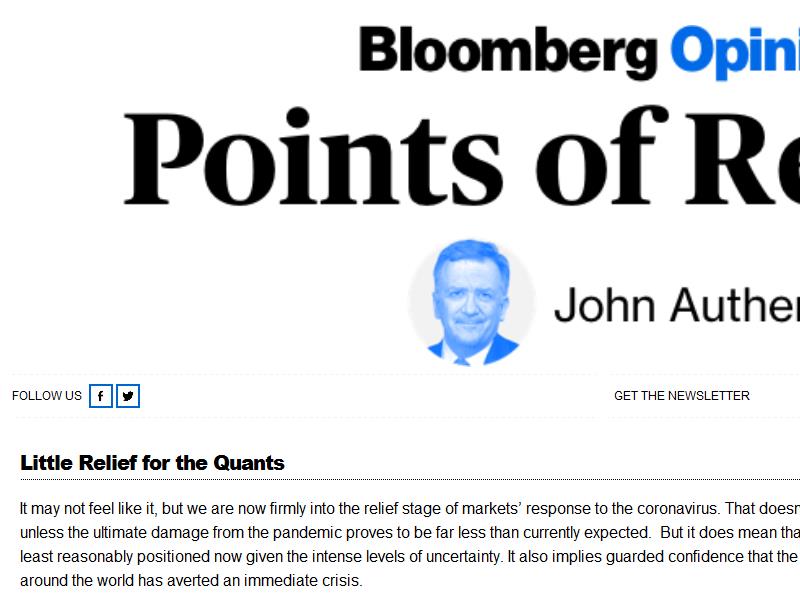 Bloomberg Opini
Points of Re
John Auther
FOLLOW US
GET THE NEWSLETTER
Little Relief for the Quants
It may not feel like it, but we are now firmly into the relief stage of markets’ response to the coronavirus. That doesn
unless the ultimate damage from the pandemic proves to be far less than currently expected. But it does mean tha
least reasonably positioned now given the intense levels of uncertainty. It also implies guarded confidence that the
around the world has averted an immediate crisis.